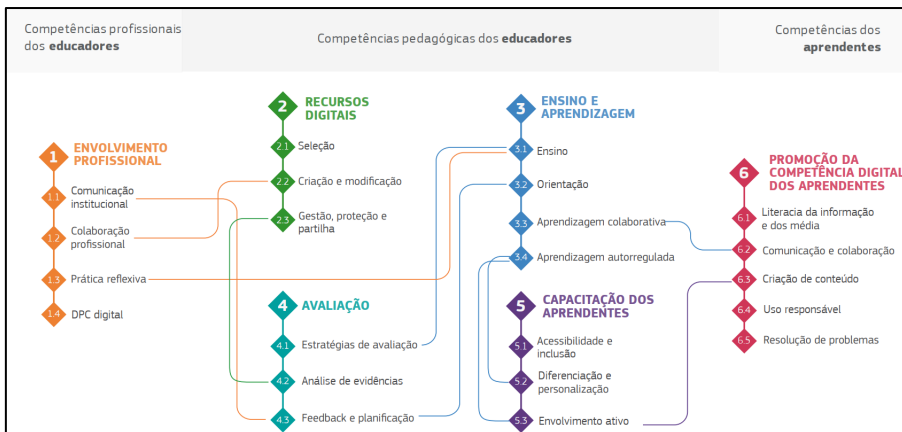 Competências profissionais
dos educadores
Competências pedagógicas dos educadores
Competências dos
aprendentes
1
ENVOLVIMENTO
PROFISSIONAL
1.1
Comunicação
institucional
1.2
Colaboração
profissional
1.3
Prática reflexiva
1.4
DPC digital
2
RECURSOS
DIGITAIS
2.1
Seleção
2.2
Criação e modificação
2.3
Gestão, proteção e
partilha
4
AVALIAÇÃO
4.1
Estratégias de avaliação
4.2
Análise de evidências
4.3
Feedback e planificação
3
ENSINO E
APRENDIZAGEM
3.1
Ensino
3.2
Orientação
3.3
Aprendizagem colaborativa
3.4
Aprendizagem autorregulada
5
CAPACITAÇÃO DOS
APRENDENTES
5.1
Acessibilidade e
inclusão
5.2
Diferenciação e
personalização
5.3
Envolvimento ativo
6
PROMOÇÃO DA
COMPETÊNCIA DIGITAL
DOS APRENDENTES
6.1
Literacia da informação
e dos média
6.2
Comunicação e colaboração
6.3
Criação de conteúdo
6.4
Uso responsável
6.5
Resolução de problemas